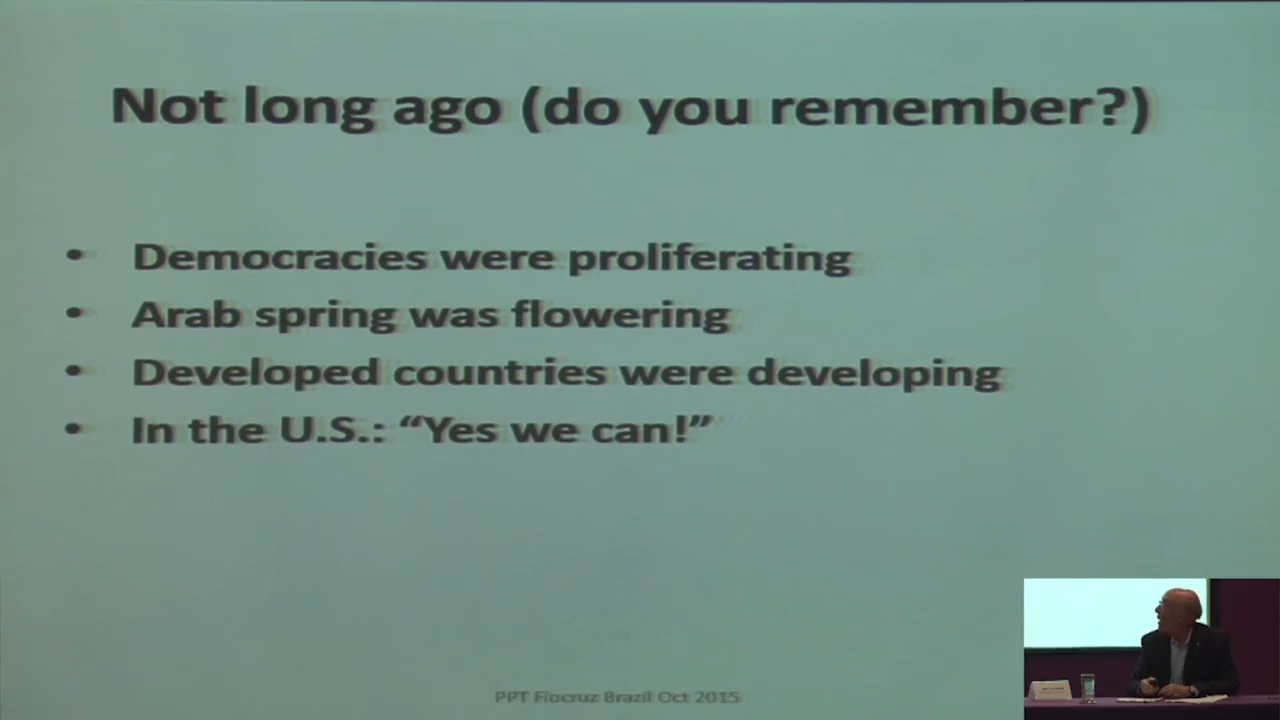 Not long ago (do you remember?)
• Democracies were proliferating
• Arab spring was flowering
• Developed countries were developing
• In the U.S.: “Yes we can!”
PPT Fiocruz Brazil Oct 2015